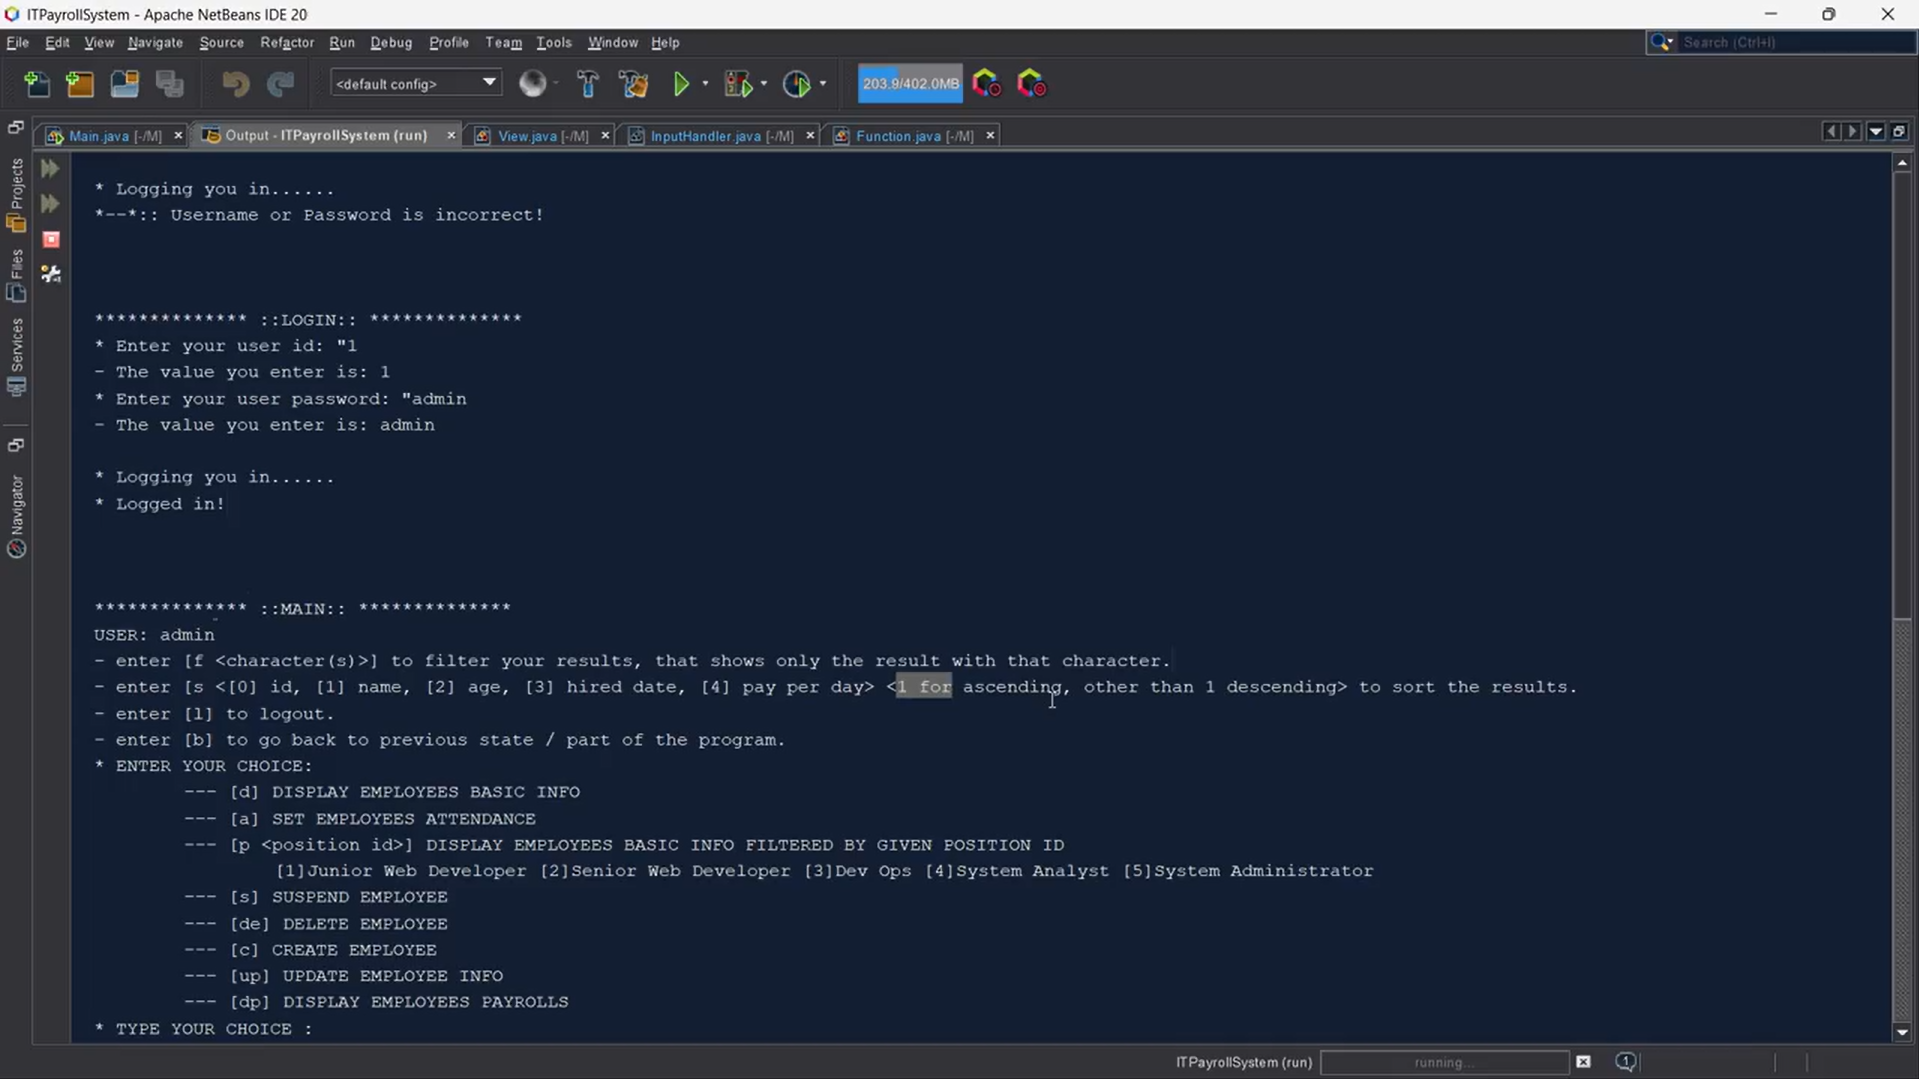 ITPayrollSystem - Apache NetBeans IDE 20
File Edit View Navigate Source Refactor Run Debug Profile Team Tools Window Help
Search (Ctrl+I)
<default config>
203.9/402.0MB
Main.java [-/M]
Output - ITPayrollSystem (run)
View.java [-/M]
InputHandler.java [-/M]
Function.java [-/M]
Projects
Files
Services
Navigator
* Logging you in......
*--*:: Username or Password is incorrect!
************** ::LOGIN:: **************
* Enter your user id: "1
- The value you enter is: 1
* Enter your user password: "admin
- The value you enter is: admin
* Logging you in......
* Logged in!
************** ::MAIN:: **************
USER: admin
- enter [f <character(s)>] to filter your results, that shows only the result with that character.
- enter [s <[0] id, [1] name, [2] age, [3] hired date, [4] pay per day> <1 for ascending, other than 1 descending> to sort the results.
- enter [l] to logout.
- enter [b] to go back to previous state / part of the program.
* ENTER YOUR CHOICE:
--- [d] DISPLAY EMPLOYEES BASIC INFO
--- [a] SET EMPLOYEES ATTENDANCE
--- [p <position id>] DISPLAY EMPLOYEES BASIC INFO FILTERED BY GIVEN POSITION ID
[1]Junior Web Developer [2]Senior Web Developer [3]Dev Ops [4]System Analyst [5]System Administrator
--- [s] SUSPEND EMPLOYEE
--- [de] DELETE EMPLOYEE
--- [c] CREATE EMPLOYEE
--- [up] UPDATE EMPLOYEE INFO
--- [dp] DISPLAY EMPLOYEES PAYROLLS
* TYPE YOUR CHOICE :
ITPayrollSystem (run)
running...
1